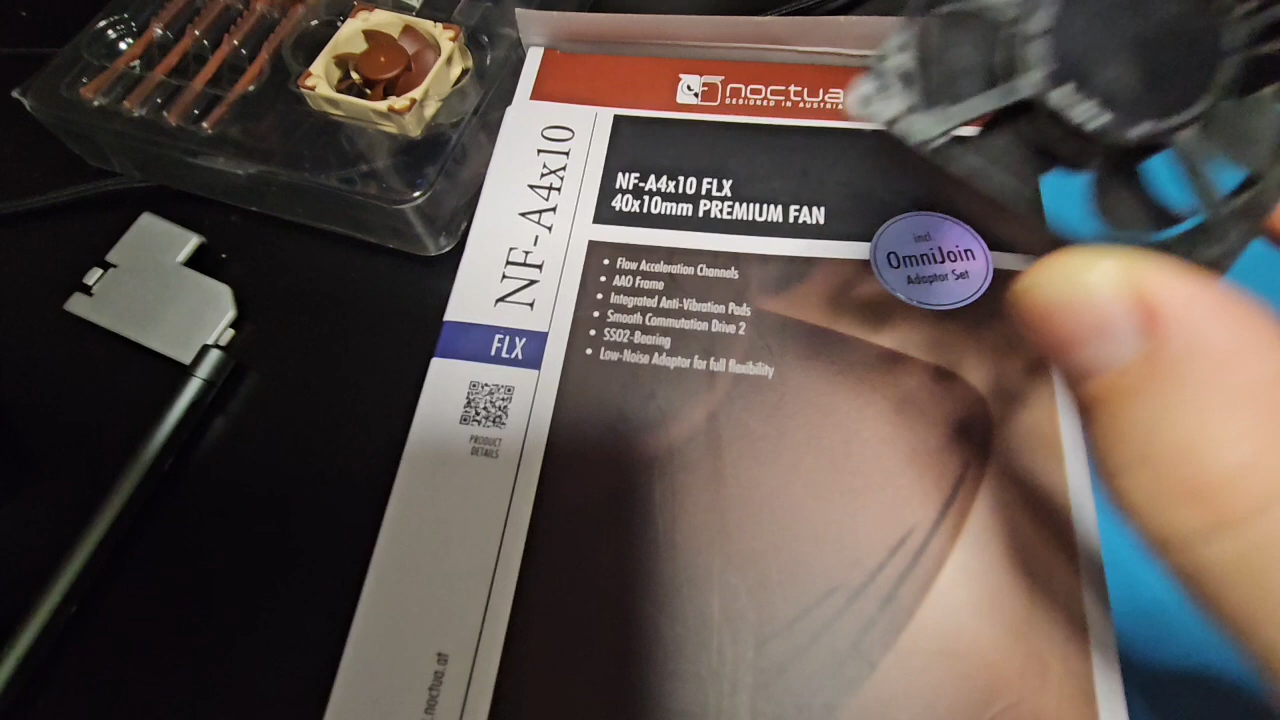 noctua
DESIGNED IN AUSTRIA
NF-A4x10
FLX
PRODUCT
DETAILS
.noctua.at
NF-A4x10 FLX
40x10mm PREMIUM FAN
incl.
OmniJoin
Adaptor Set
• Flow Acceleration Channels
• AAO Frame
• Integrated Anti-Vibration Pads
• Smooth Commutation Drive 2
• SSO2-Bearing
• Low-Noise Adaptor for full flexibility